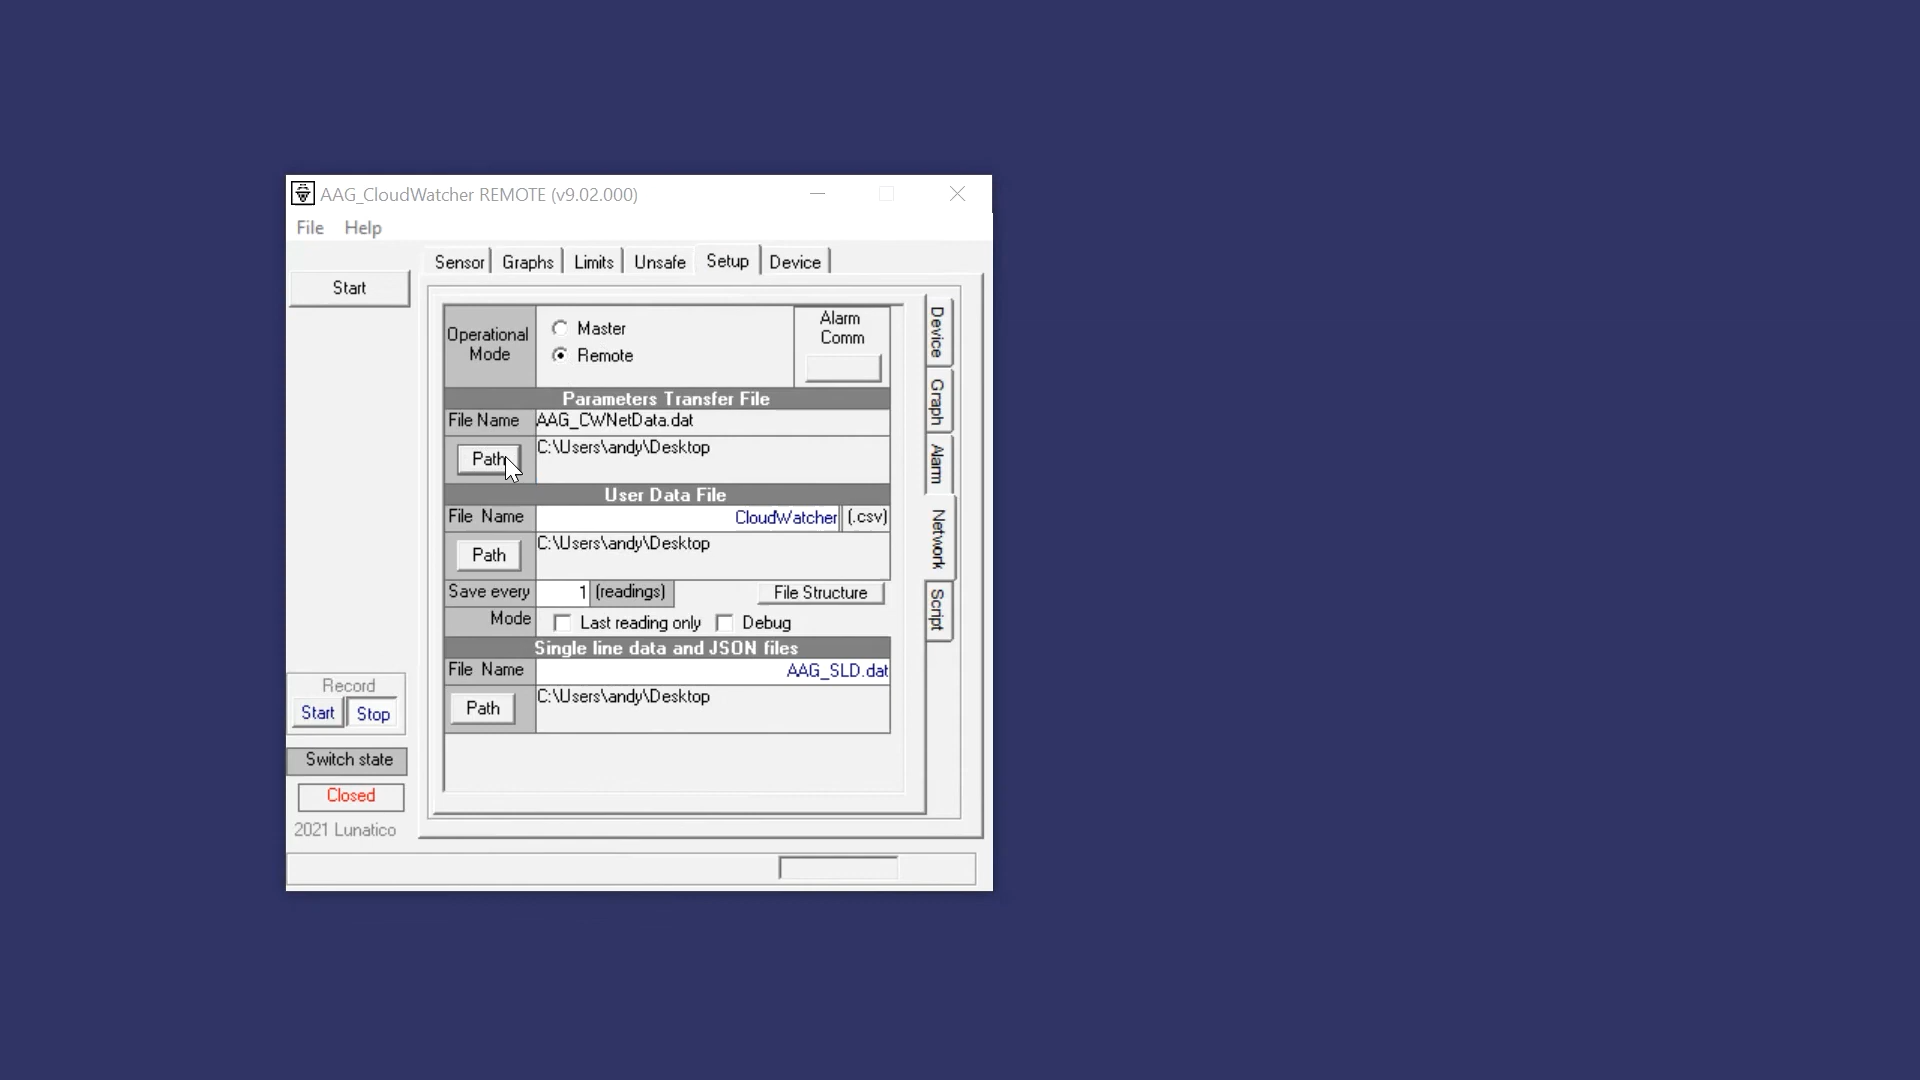 AAG_CloudWatcher REMOTE (v9.02.000)
File Help
Sensor Graphs Limits Unsafe Setup Device
Start
Operational
Mode
Master
Remote
Alarm
Comm
Parameters Transfer File
File Name AAG_CWNetData.dat
Path C:\Users\andy\Desktop
User Data File
File Name CloudWatcher (.csv)
Path C:\Users\andy\Desktop
Save every 1 (readings) File Structure
Mode Last reading only Debug
Single line data and JSON files
File Name AAG_SLD.dat
Path C:\Users\andy\Desktop
Device
Graph
Alarm
Network
Script
Record
Start Stop
Switch state
Closed
2021 Lunatico